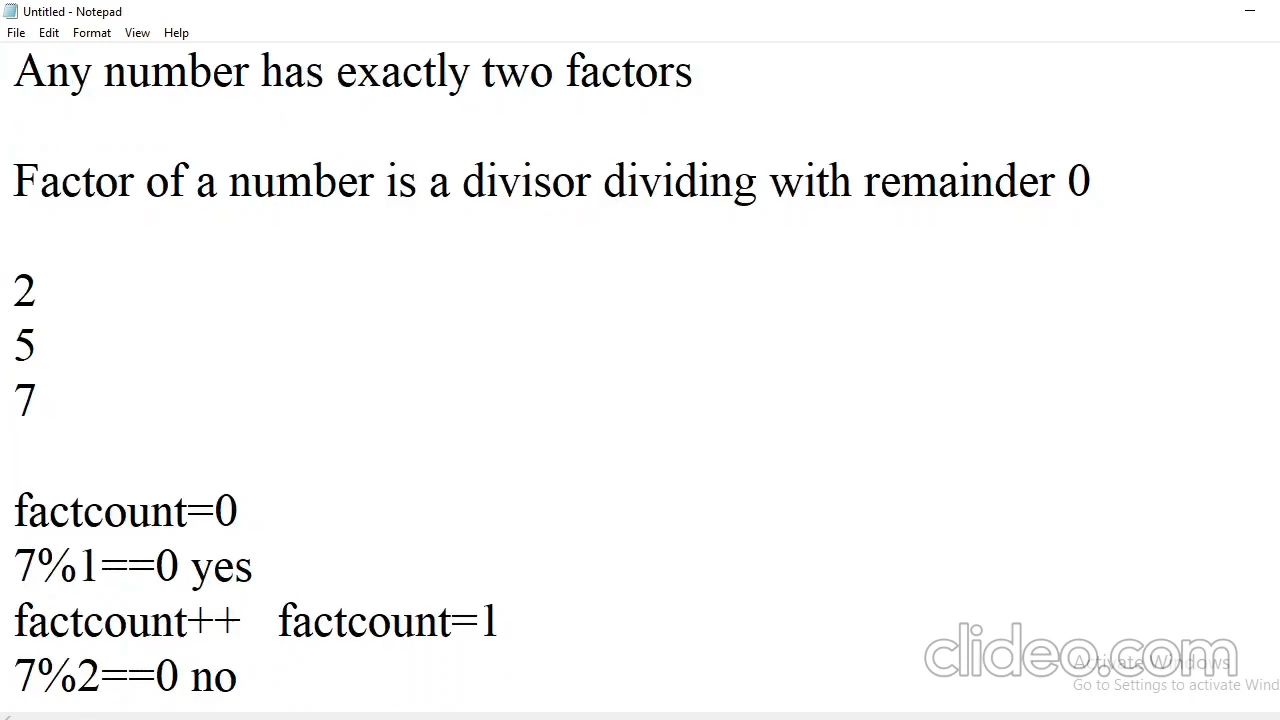 Untitled - Notepad
File Edit Format View Help
Any number has exactly two factors
Factor of a number is a divisor dividing with remainder 0
2
5
7
factcount=0
7%1==0 yes
factcount++ factcount=1
7%2==0 no
clideo.com
Activate Windows
Go to Settings to activate Wind